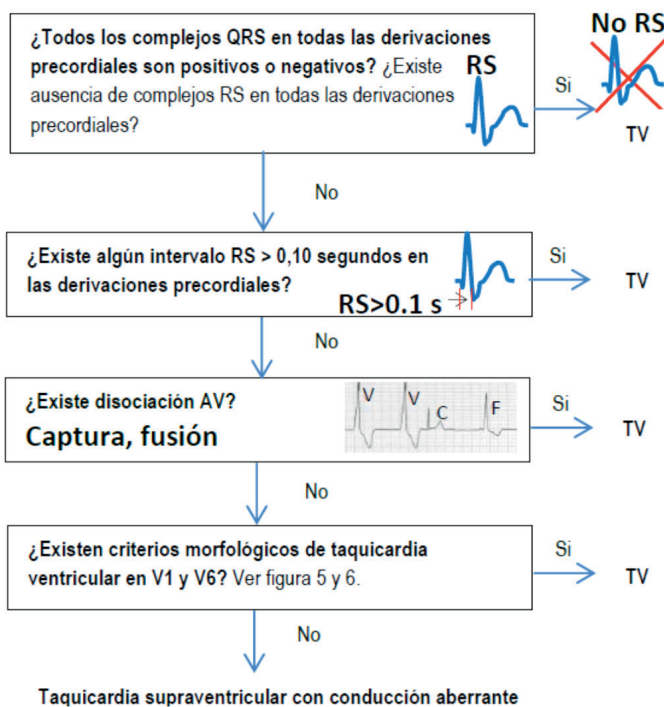 ¿Todos los complejos QRS en todas las derivaciones
precordiales son positivos o negativos? ¿Existe
ausencia de complejos RS en todas las derivaciones
precordiales?
RS
Si
No RS
TV
No
¿Existe algún intervalo RS > 0,10 segundos en
las derivaciones precordiales?
RS>0.1 s
Si
TV
No
¿Existe disociación AV?
Captura, fusión
V V C F
Si
TV
No
¿Existen criterios morfológicos de taquicardia
ventricular en V1 y V6? Ver figura 5 y 6.
Si
TV
No
Taquicardia supraventricular con conducción aberrante